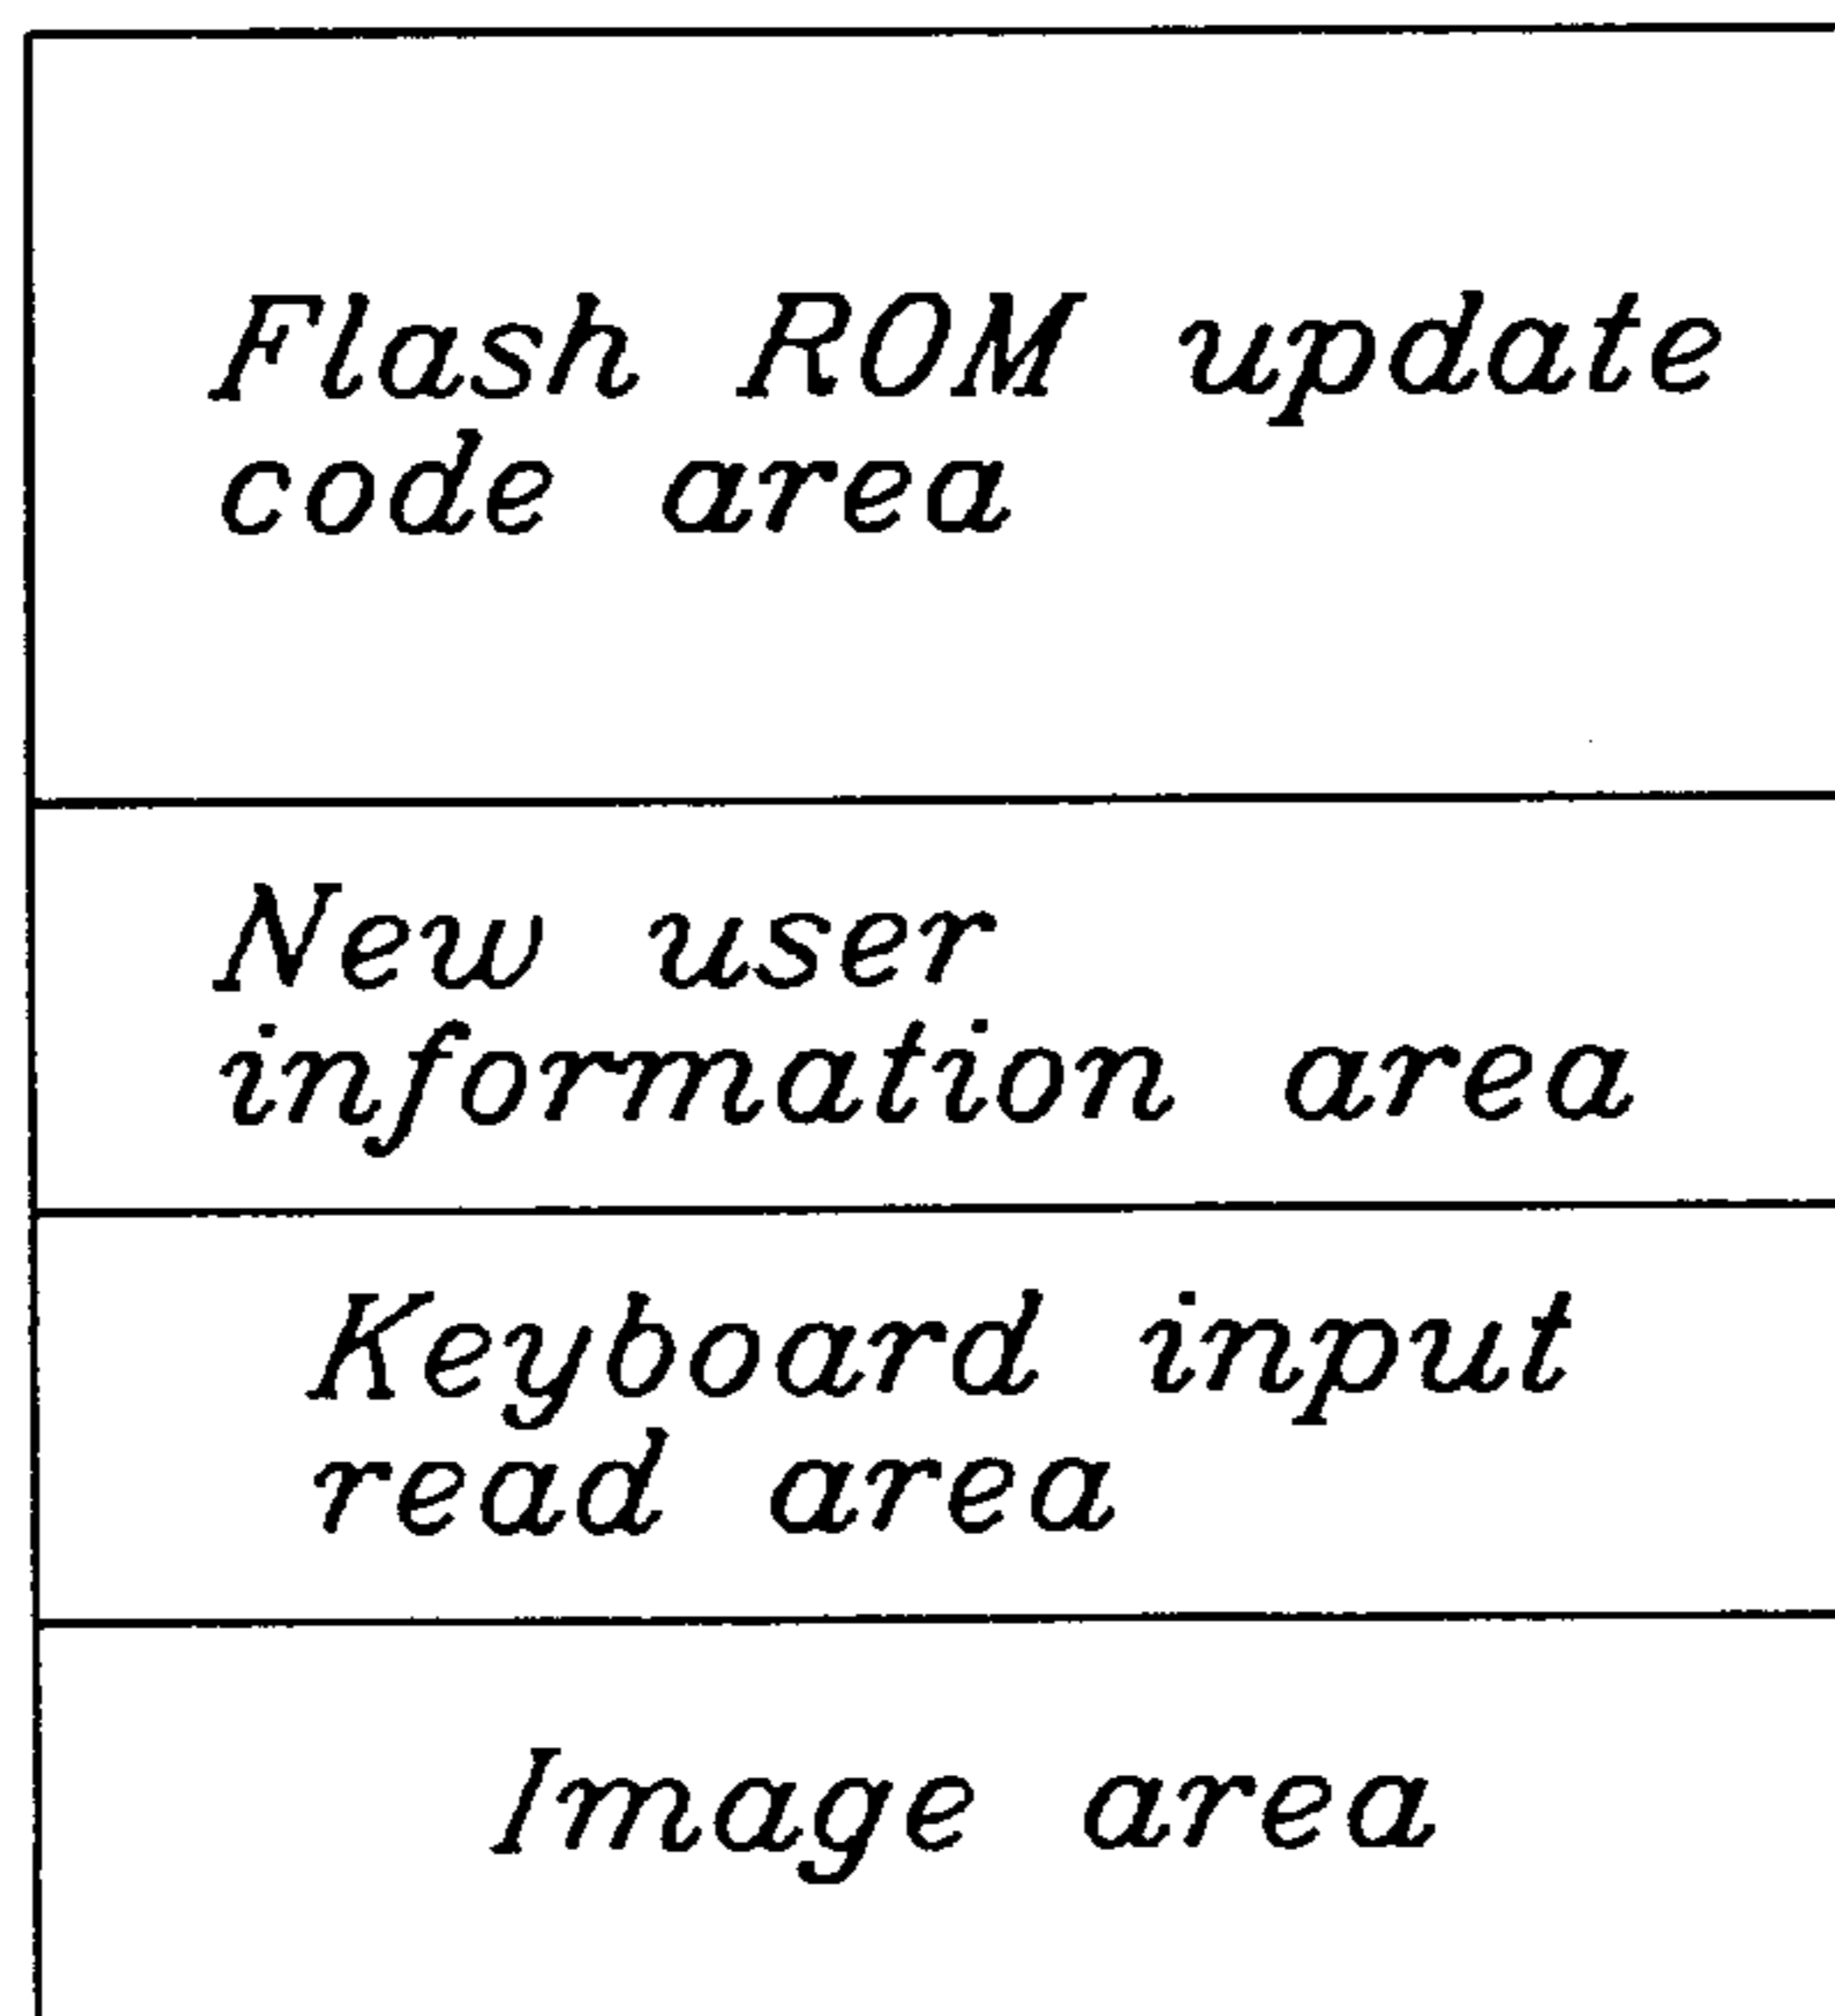 Flash ROM update
code area
New user
information area
Keyboard input
read area
Image area